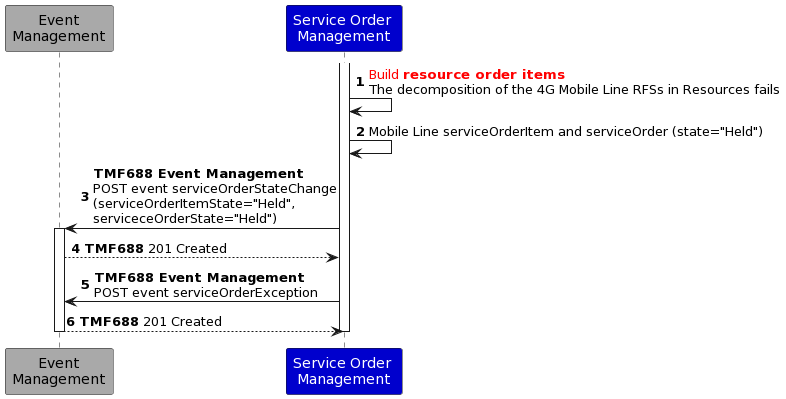 Event
Management
Service Order
Management
1 Build resource order items
The decomposition of the 4G Mobile Line RFSs in Resources fails
2 Mobile Line serviceOrderItem and serviceOrder (state="Held")
TMF688 Event Management
POST event serviceOrderStateChange
3 (serviceOrderItemState="Held",
serviceceOrderState="Held")
4 TMF688 201 Created
TMF688 Event Management
5 POST event serviceOrderException
6 TMF688 201 Created
Event
Management
Service Order
Management